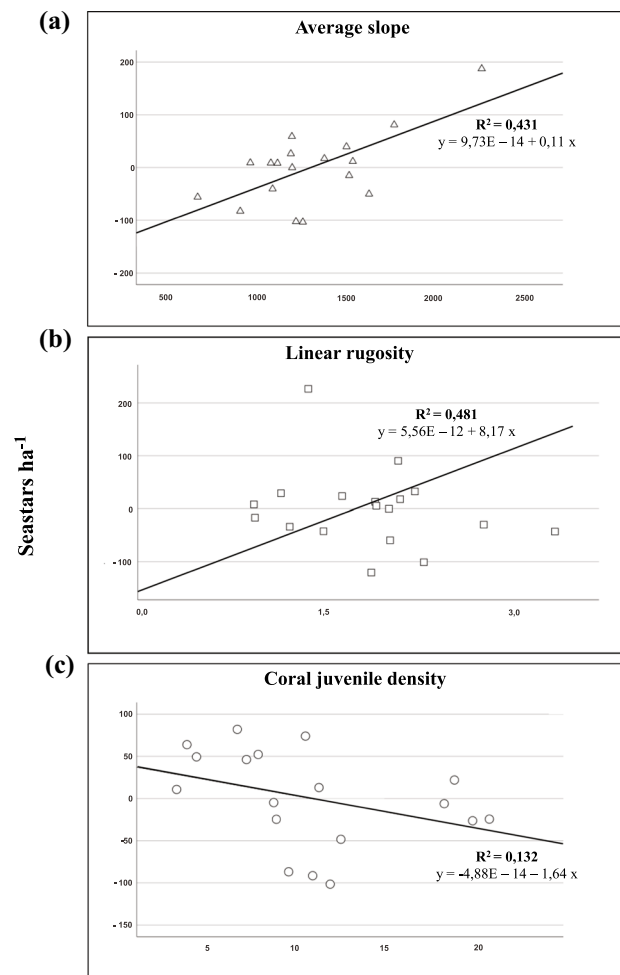 (a)
Average slope
200
100
0
- 100
- 200
R² = 0,431
y = 9,73E – 14 + 0,11 x
500 1000 1500 2000 2500
(b)
Linear rugosity
200
100
0
-100
R² = 0,481
y = 5,56E – 12 + 8,17 x
0,0 1,5 3,0
Seastars ha⁻¹
(c)
Coral juvenile density
100
50
0
-50
-100
- 150
R² = 0,132
y = -4,88E – 14 – 1,64 x
5 10 15 20